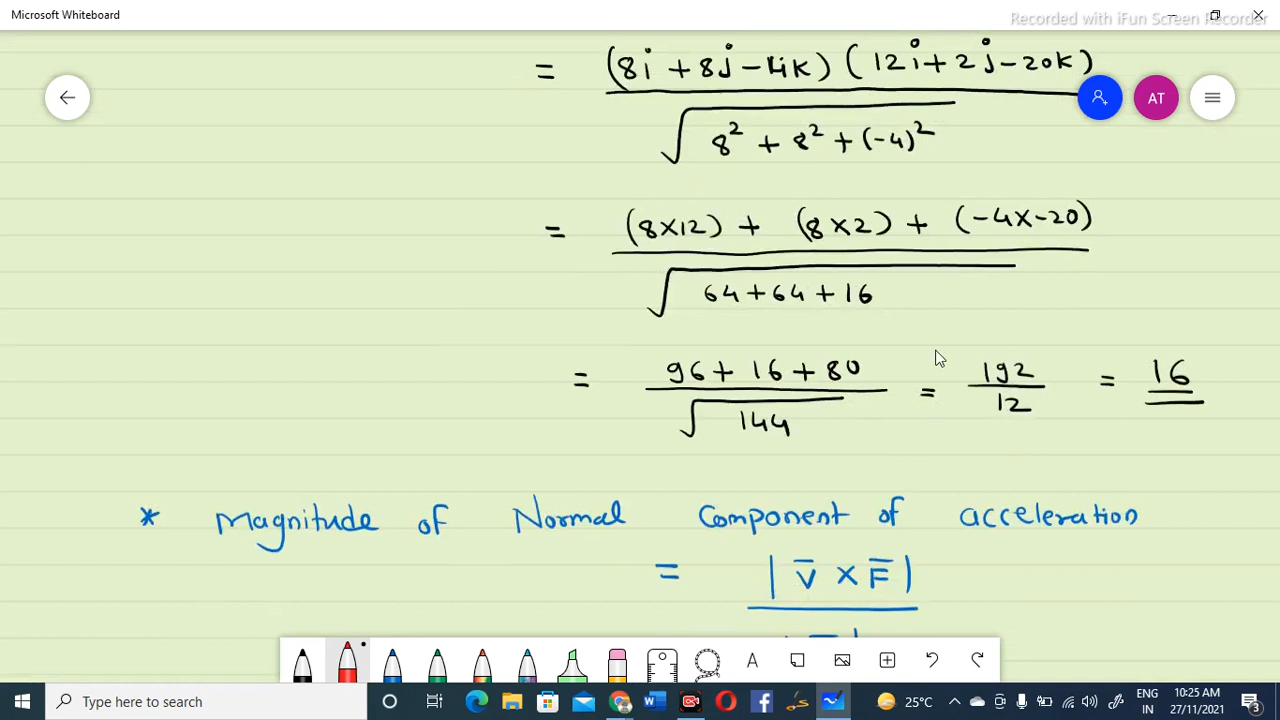 Microsoft Whiteboard
Recorded with iFun Screen Recorder
= (8i + 8j - 4k) (12i + 2j - 20k)
√ 8² + 8² + (-4)²
AT
= (8×12) + (8×2) + (-4×-20)
√ 64 + 64 + 16
= 96 + 16 + 80 = 192 = 16
√ 144 12
* Magnitude of Normal Component of acceleration
= | V̄ × F̄ |
A
Type here to search
W
25°C
ENG
IN
10:25 AM
27/11/2021
3